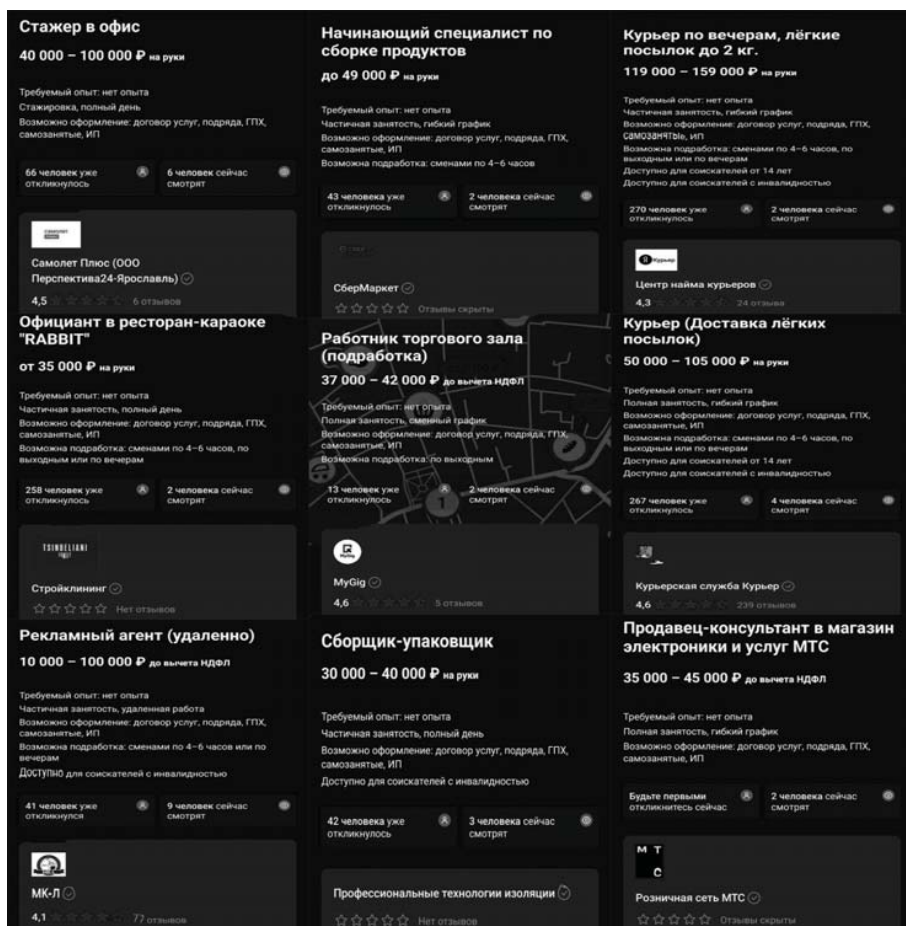 Стажер в офис
40 000 – 100 000 ₽ на руки
Требуемый опыт: нет опыта
Стажировка, полный день
Возможно оформление: договор услуг, подряда, ГПХ,
самозанятые, ИП
66 человек уже
откликнулось
6 человек сейчас
смотрят
САМОЛЕТ
Самолет Плюс (ООО
Перспектива24-Ярославль)
4,5
6 отзывов
Начинающий специалист по
сборке продуктов
до 49 000 ₽ на руки
Требуемый опыт: нет опыта
Частичная занятость, гибкий график
Возможно оформление: договор услуг, подряда, ГПХ,
самозанятые, ИП
Возможна подработка: сменами по 4–6 часов
43 человека уже
откликнулось
2 человека сейчас
смотрят
СберМаркет
Отзывы скрыты
Курьер по вечерам, лёгкие
посылок до 2 кг.
119 000 – 159 000 ₽ на руки
Требуемый опыт: нет опыта
Частичная занятость, гибкий график
Возможно оформление: договор услуг, подряда, ГПХ,
самозанятые, ИП
Возможна подработка: сменами по 4–6 часов, по
выходным или по вечерам
Доступно для соискателей от 14 лет
Доступно для соискателей с инвалидностью
270 человек уже
откликнулось
2 человека сейчас
смотрят
Курьер
Центр найма курьеров
4,3
24 отзыва
Официант в ресторан-караоке
"RABBIT"
от 35 000 ₽ на руки
Требуемый опыт: нет опыта
Частичная занятость, полный день
Возможно оформление: договор услуг, подряда, ГПХ,
самозанятые, ИП
Возможна подработка: сменами по 4–6 часов, по
выходным или по вечерам
258 человек уже
откликнулось
2 человека сейчас
смотрят
TSINDELIANI
Стройклининг
Нет отзывов
Работник торгового зала
(подработка)
37 000 – 42 000 ₽ до вычета НДФЛ
Требуемый опыт: нет опыта
Полная занятость, сменный график
Возможно оформление: договор услуг, подряда, ГПХ,
самозанятые, ИП
Возможна подработка: по выходным
13 человек уже
откликнулось
2 человека сейчас
смотрят
MyGig
MyGig
4,6
5 отзывов
Курьер (Доставка лёгких
посылок)
50 000 – 105 000 ₽ на руки
Требуемый опыт: нет опыта
Полная занятость, гибкий график
Возможно оформление: договор услуг, подряда, ГПХ,
самозанятые, ИП
Возможна подработка: сменами по 4–6 часов, по
выходным или по вечерам
Доступно для соискателей от 14 лет
Доступно для соискателей с инвалидностью
267 человек уже
откликнулось
4 человека сейчас
смотрят
Курьерская служба Курьер
4,6
239 отзывов
Рекламный агент (удаленно)
10 000 – 100 000 ₽ до вычета НДФЛ
Требуемый опыт: нет опыта
Частичная занятость, удаленная работа
Возможно оформление: договор услуг, подряда, ГПХ,
самозанятые, ИП
Возможна подработка: сменами по 4–6 часов или по
вечерам
Доступно для соискателей с инвалидностью
41 человек уже
откликнулся
9 человек сейчас
смотрят
МК-Л
4,1
77 отзывов
Сборщик-упаковщик
30 000 – 40 000 ₽ на руки
Требуемый опыт: нет опыта
Частичная занятость, полный день
Возможно оформление: договор услуг, подряда, ГПХ,
самозанятые, ИП
Доступно для соискателей с инвалидностью
42 человека уже
откликнулось
3 человека сейчас
смотрят
Профессиональные технологии изоляции
Нет отзывов
Продавец-консультант в магазин
электроники и услуг МТС
35 000 – 45 000 ₽ до вычета НДФЛ
Требуемый опыт: нет опыта
Полная занятость, гибкий график
Возможно оформление: договор услуг, подряда, ГПХ,
самозанятые, ИП
Будьте первыми
откликнитесь сейчас
2 человека сейчас
смотрят
М Т
С
Розничная сеть МТС
Отзывы скрыты